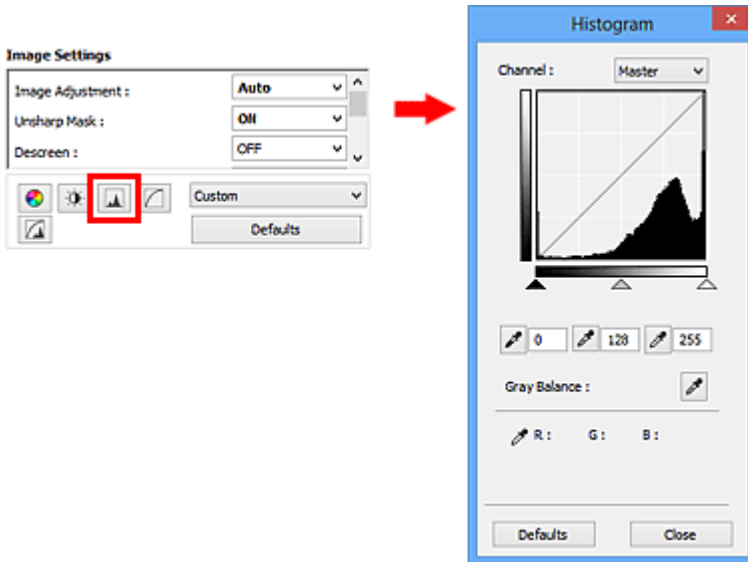 Image Settings
Image Adjustment : Auto
Unsharp Mask : ON
Descreen : OFF
Custom
Defaults
Histogram
Channel : Master
0 128 255
Gray Balance :
R : G : B :
Defaults Close